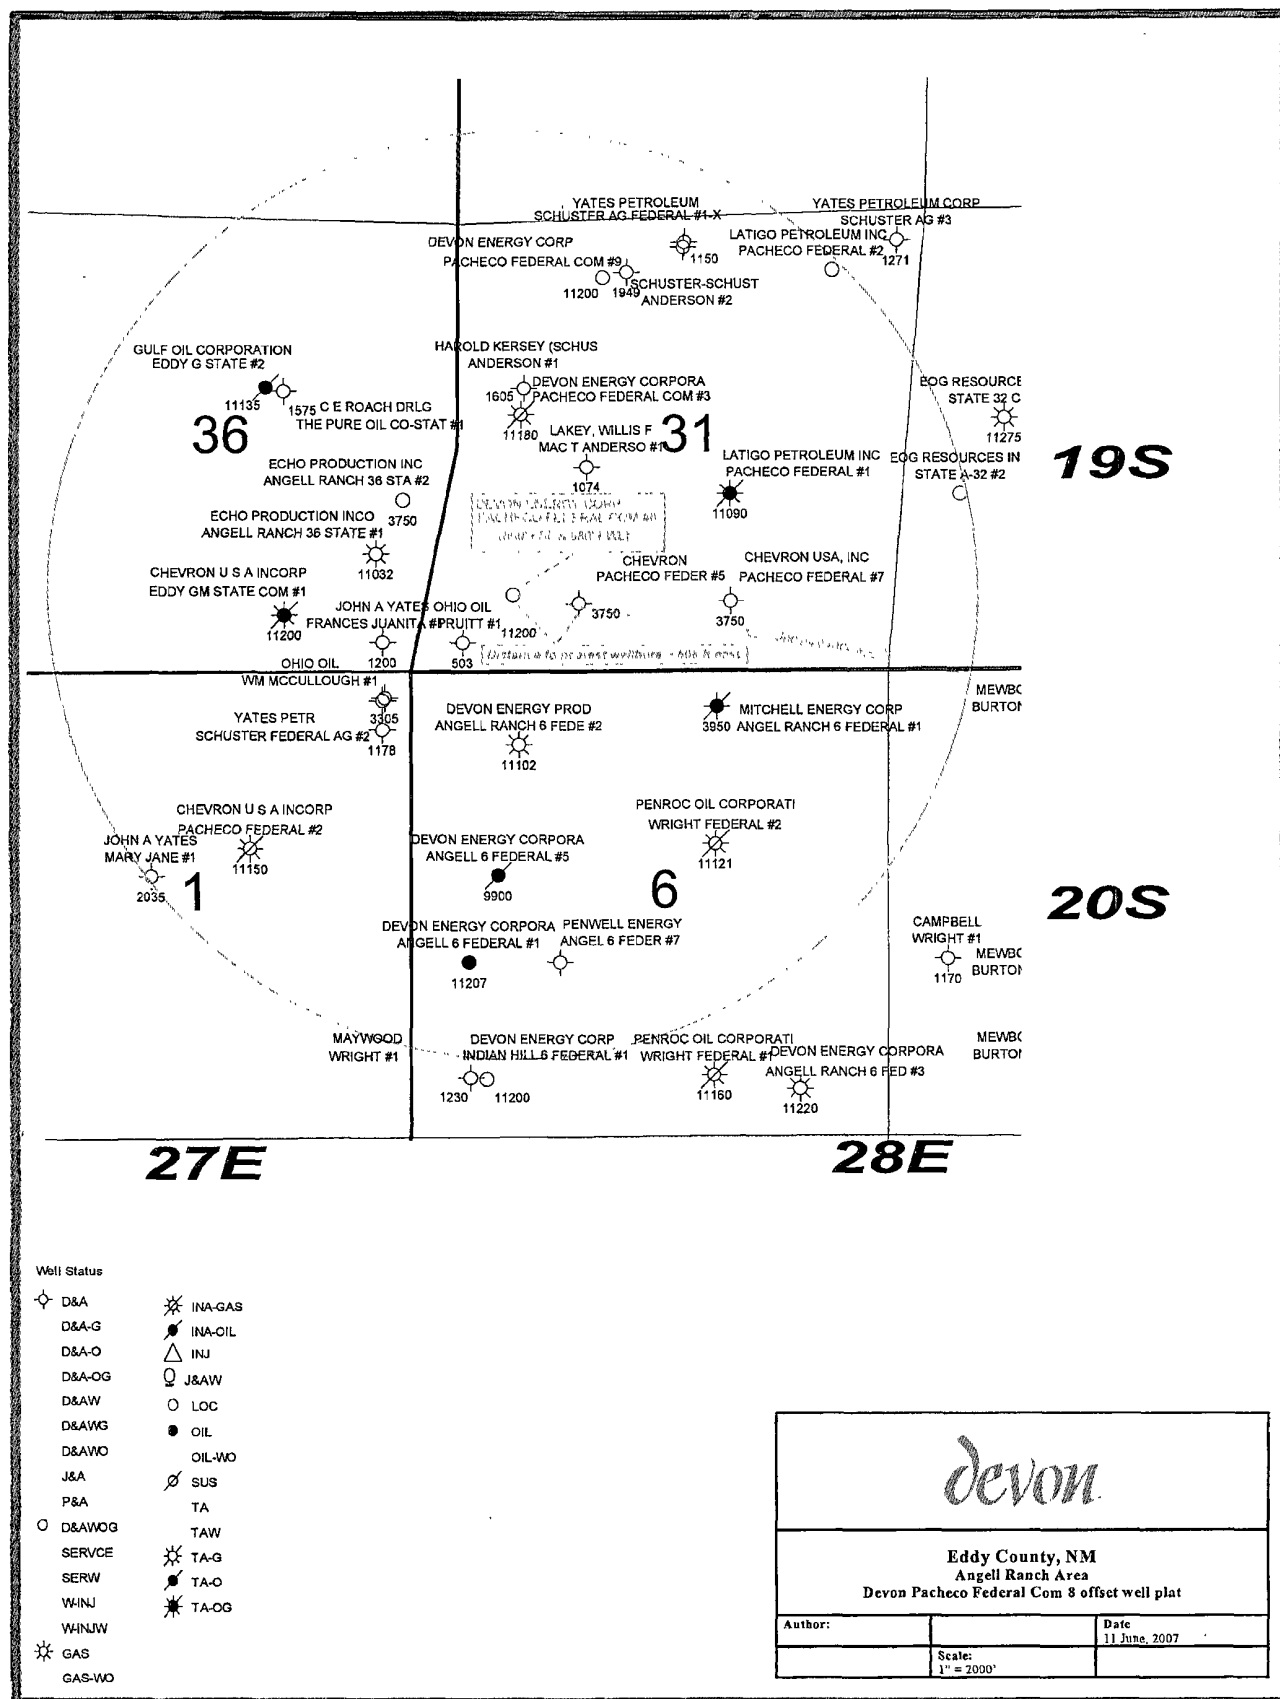 YATES PETROLEUM
SCHUSTER AG FEDERAL #1-X
1150
YATES PETROLEUM CORP
SCHUSTER AG #3
1271
LATIGO PETROLEUM INC
PACHECO FEDERAL #2
DEVON ENERGY CORP
PACHECO FEDERAL COM #9
11200
1949
SCHUSTER-SCHUST
ANDERSON #2
GULF OIL CORPORATION
EDDY G STATE #2
11135
1575 C E ROACH DRLG
THE PURE OIL CO-STAT #1
36
HAROLD KERSEY (SCHUS
ANDERSON #1
1605
DEVON ENERGY CORPORA
PACHECO FEDERAL COM #3
11180
LAKEY, WILLIS F
MAC T ANDERSO #1
1074
31
EOG RESOURCE
STATE 32 C
11275
19S
LATIGO PETROLEUM INC
PACHECO FEDERAL #1
11090
EOG RESOURCES IN
STATE A-32 #2
ECHO PRODUCTION INC
ANGELL RANCH 36 STA #2
3750
ECHO PRODUCTION INCO
ANGELL RANCH 36 STATE #1
11032
DEVON ENERGY CORP
PACHECO FEDERAL COM #8
CHEVRON U S A INCORP
EDDY GM STATE COM #1
11200
CHEVRON
PACHECO FEDER #5
3750
CHEVRON USA, INC
PACHECO FEDERAL #7
3750
JOHN A YATES
FRANCES JUANITA #1
1200
OHIO OIL
PRUITT #1
503
11200
Distance to nearest wellbore
OHIO OIL
WM MCCULLOUGH #1
3305
YATES PETR
SCHUSTER FEDERAL AG #2
1178
DEVON ENERGY PROD
ANGELL RANCH 6 FEDE #2
11102
MITCHELL ENERGY CORP
3950 ANGEL RANCH 6 FEDERAL #1
MEWBC
BURTON
CHEVRON U S A INCORP
PACHECO FEDERAL #2
11150
JOHN A YATES
MARY JANE #1
2035
1
DEVON ENERGY CORPORA
ANGELL 6 FEDERAL #5
9900
PENROC OIL CORPORATI
WRIGHT FEDERAL #2
11121
6
20S
DEVON ENERGY CORPORA
ANGELL 6 FEDERAL #1
11207
PENWELL ENERGY
ANGEL 6 FEDER #7
CAMPBELL
WRIGHT #1
1170
MEWBC
BURTON
MAYWOOD
WRIGHT #1
1230
DEVON ENERGY CORP
INDIAN HILL 6 FEDERAL #1
11200
PENROC OIL CORPORATI
WRIGHT FEDERAL #1
11160
DEVON ENERGY CORPORA
ANGELL RANCH 6 FED #3
11220
MEWBC
BURTON
27E
28E
Well Status
D&A
D&A-G
D&A-O
D&A-OG
D&AW
D&AWG
D&AWO
J&A
P&A
D&AWOG
SERVCE
SERW
W-INJ
W-INJW
GAS
GAS-WO
INA-GAS
INA-OIL
INJ
J&AW
LOC
OIL
OIL-WO
SUS
TA
TAW
TA-G
TA-O
TA-OG
devon
Eddy County, NM
Angell Ranch Area
Devon Pacheco Federal Com 8 offset well plat
Author:
Date
11 June, 2007
Scale:
1" = 2000'